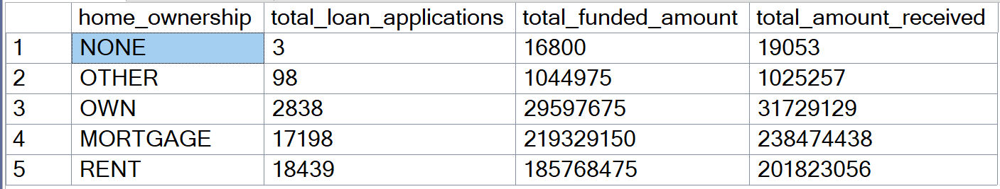 home_ownership total_loan_applications total_funded_amount total_amount_received
1 NONE 3 16800 19053
2 OTHER 98 1044975 1025257
3 OWN 2838 29597675 31729129
4 MORTGAGE 17198 219329150 238474438
5 RENT 18439 185768475 201823056